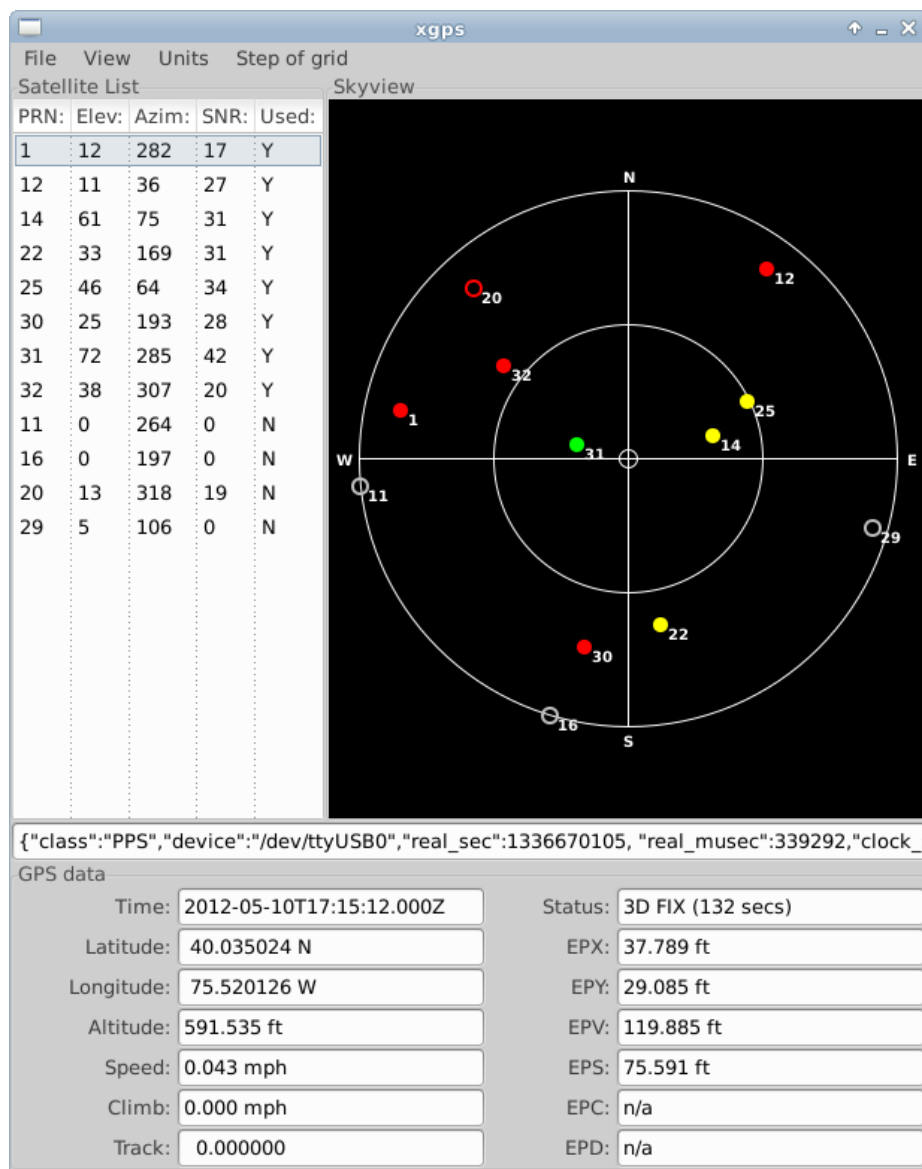 xgps
File View Units Step of grid
Satellite List
PRN: Elev: Azim: SNR: Used:
1 12 282 17 Y
12 11 36 27 Y
14 61 75 31 Y
22 33 169 31 Y
25 46 64 34 Y
30 25 193 28 Y
31 72 285 42 Y
32 38 307 20 Y
11 0 264 0 N
16 0 197 0 N
20 13 318 19 N
29 5 106 0 N
Skyview
N
12
20
32
25
1
14
31
W
E
11
29
22
30
16
S
{"class":"PPS","device":"/dev/ttyUSB0","real_sec":1336670105, "real_musec":339292,"clock_
GPS data
Time: 2012-05-10T17:15:12.000Z
Latitude: 40.035024 N
Longitude: 75.520126 W
Altitude: 591.535 ft
Speed: 0.043 mph
Climb: 0.000 mph
Track: 0.000000
Status: 3D FIX (132 secs)
EPX: 37.789 ft
EPY: 29.085 ft
EPV: 119.885 ft
EPS: 75.591 ft
EPC: n/a
EPD: n/a